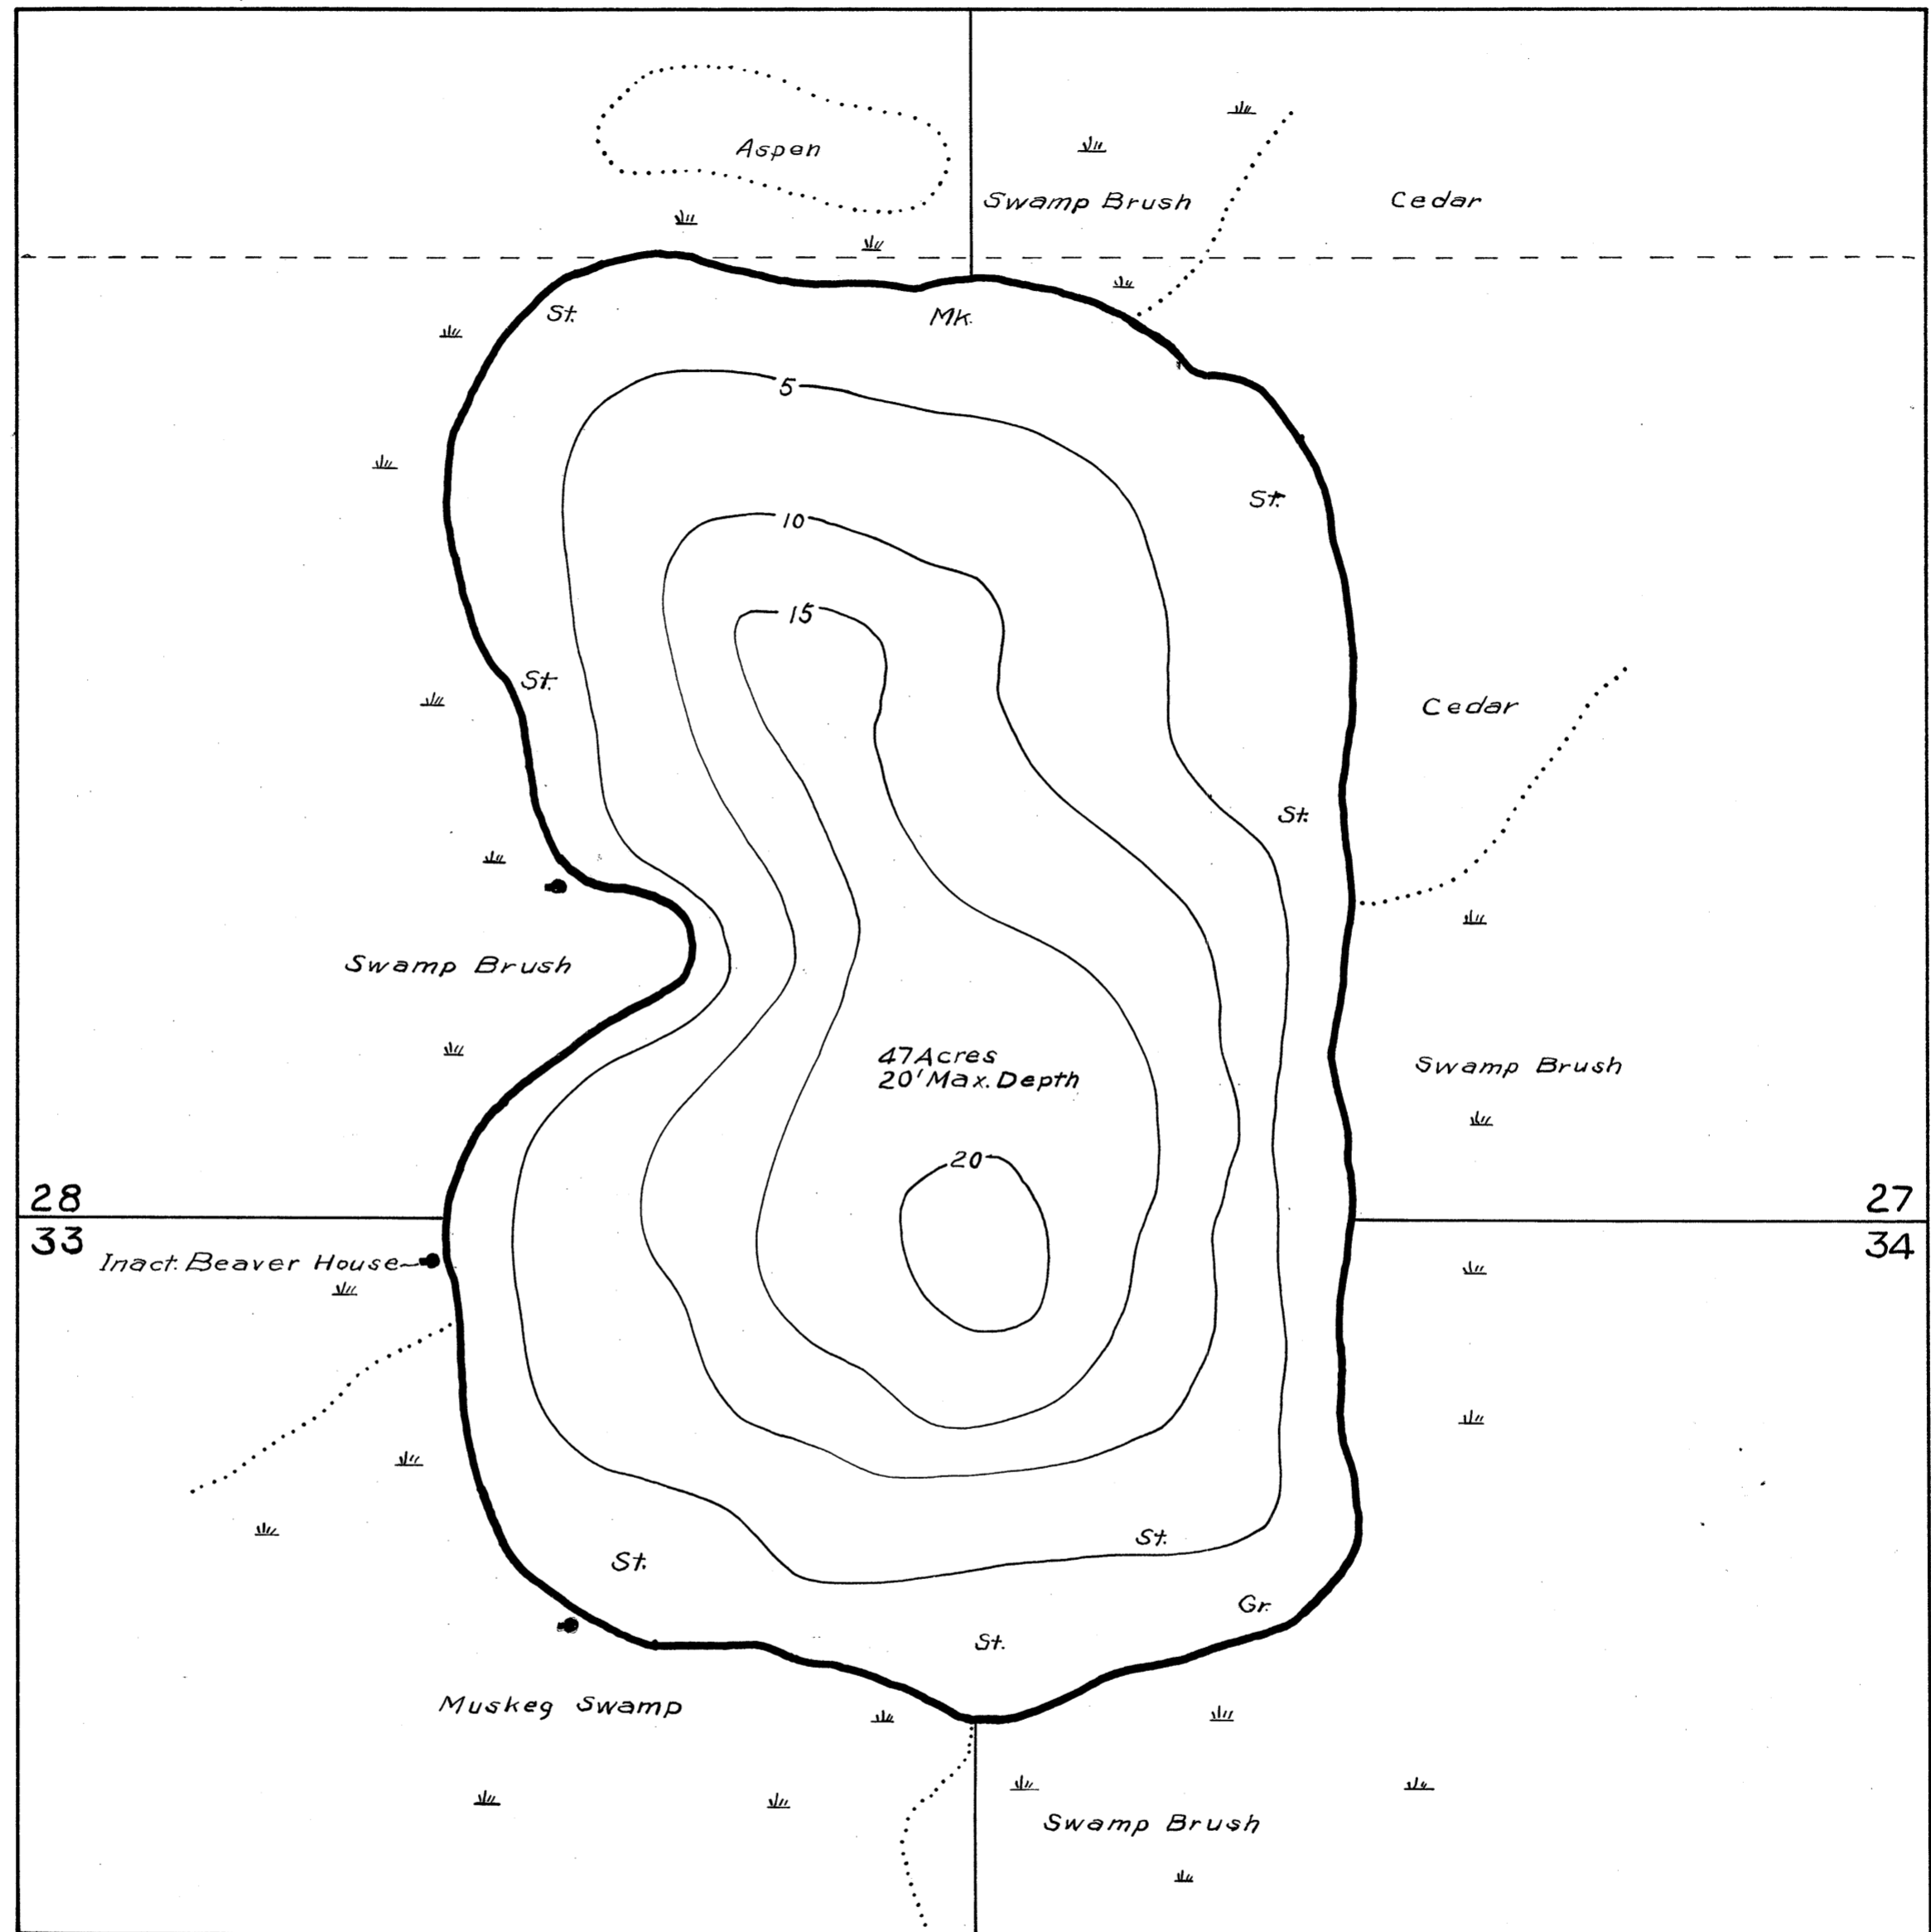 Aspen
Swamp Brush
Cedar
St.
Mk.
5
St.
10
15
St.
Cedar
St.
Swamp Brush
47 Acres
20' Max. Depth
Swamp Brush
20
28
27
33
34
Inact. Beaver House
St.
St.
Gr.
St.
Muskeg Swamp
Swamp Brush